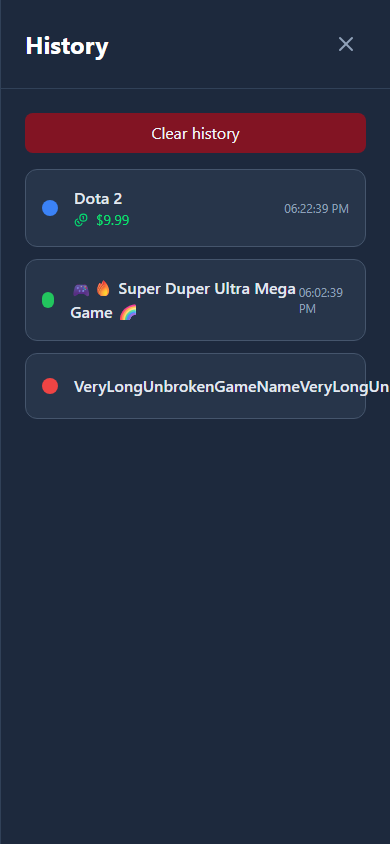 History
Clear history
Dota 2
06:22:39 PM
$9.99
🎮 🔥 Super Duper Ultra Mega
Game 🌈
06:02:39
PM
VeryLongUnbrokenGameNameVeryLongUn